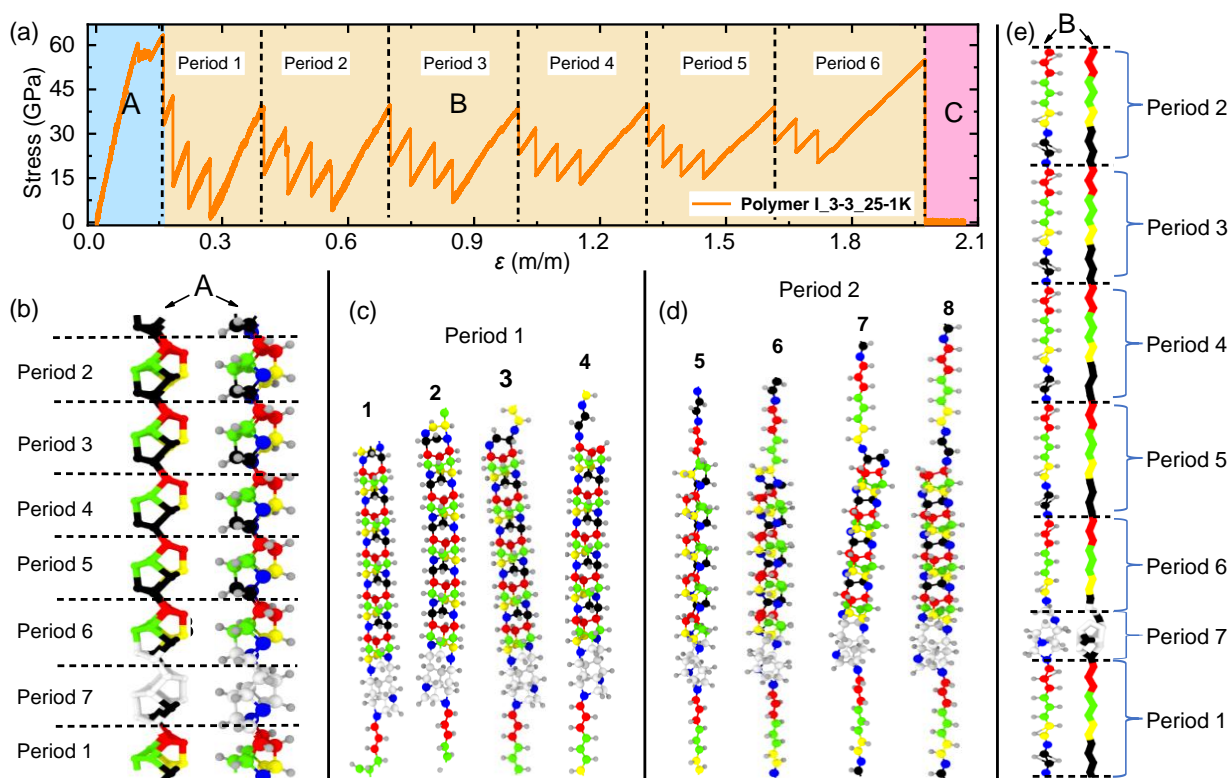 (a)
Stress (GPa)
60
45
30
15
0
A
Period 1
Period 2
Period 3
B
Period 4
Period 5
Period 6
C
Polymer I_3-3_25-1K
0.0
0.3
0.6
0.9
1.2
1.5
1.8
2.1
ε (m/m)
(b)
A
Period 2
Period 3
Period 4
Period 5
Period 6
Period 7
Period 1
(c)
Period 1
1
2
3
4
(d)
Period 2
5
6
7
8
(e)
B
Period 2
Period 3
Period 4
Period 5
Period 6
Period 7
Period 1